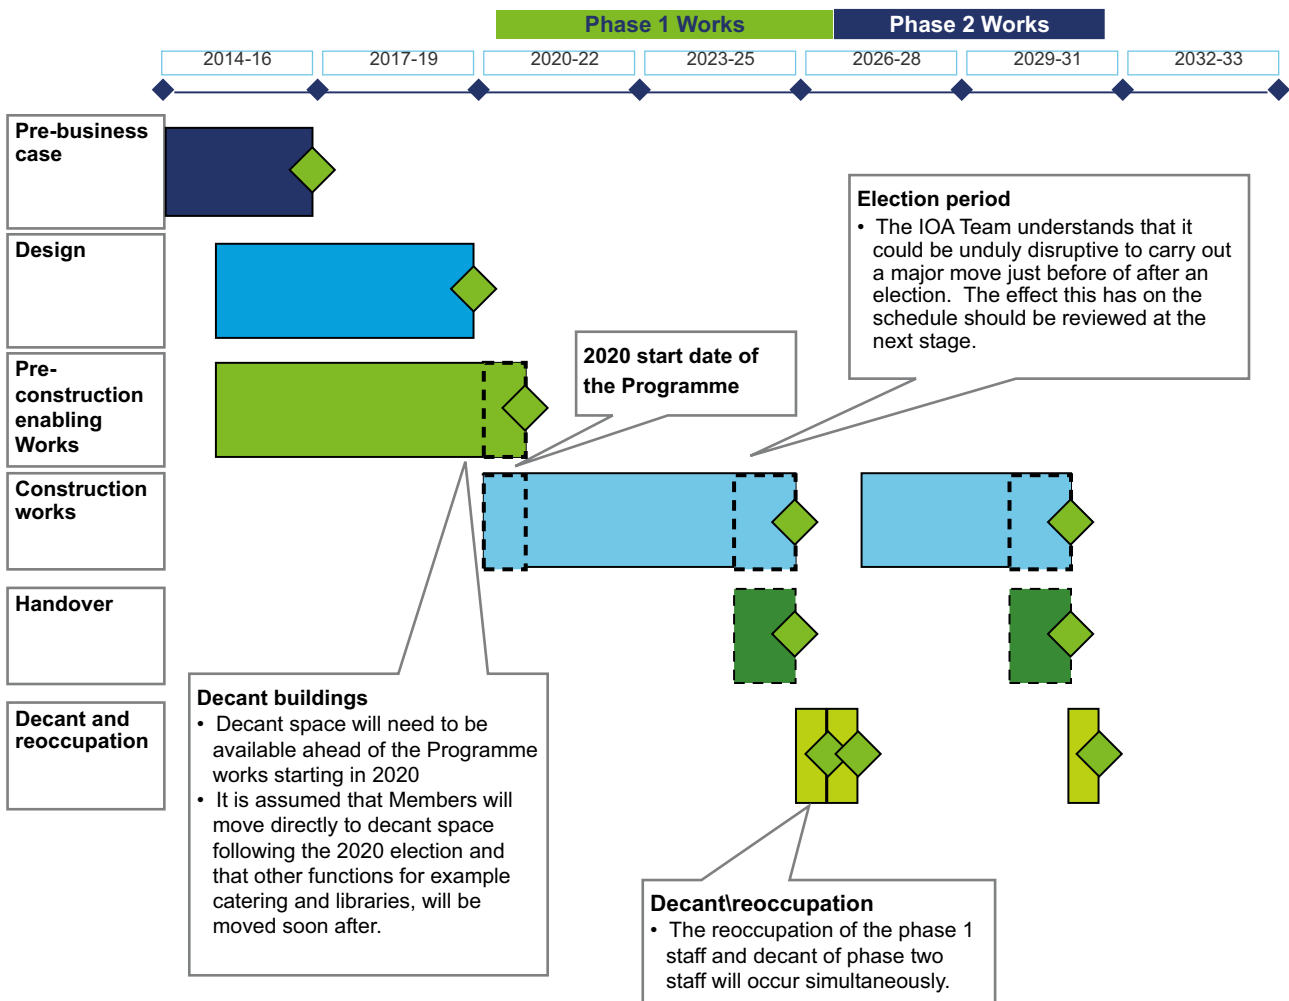 Phase 1 Works
Phase 2 Works
2014-16
2017-19
2020-22
2023-25
2026-28
2029-31
2032-33
Pre-business
case
Design
Pre-
construction
enabling
Works
Construction
works
Handover
Decant and
reoccupation
Election period
• The IOA Team understands that it
could be unduly disruptive to carry out
a major move just before of after an
election. The effect this has on the
schedule should be reviewed at the
next stage.
2020 start date of
the Programme
Decant buildings
• Decant space will need to be
available ahead of the Programme
works starting in 2020
• It is assumed that Members will
move directly to decant space
following the 2020 election and
that other functions for example
catering and libraries, will be
moved soon after.
Decant\reoccupation
• The reoccupation of the phase 1
staff and decant of phase two
staff will occur simultaneously.